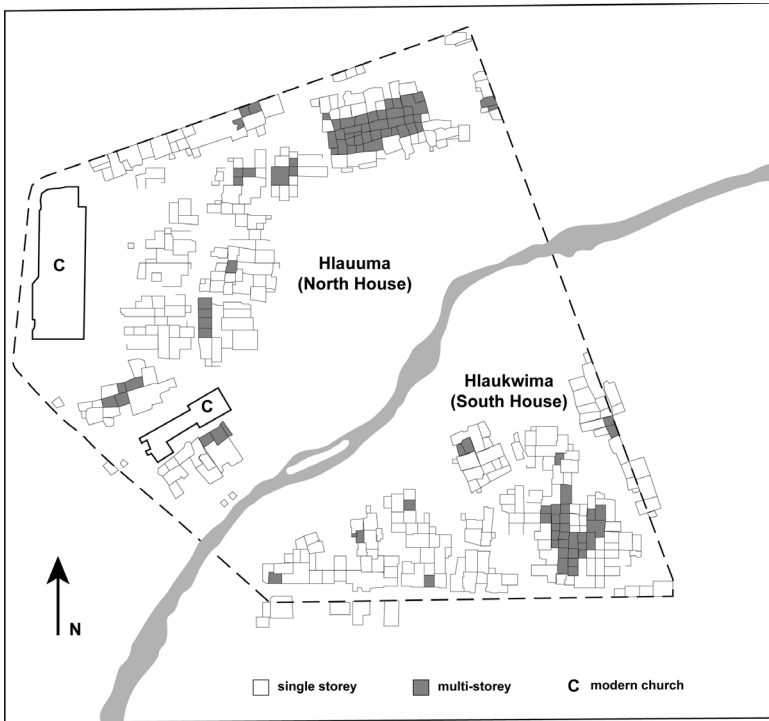 C
Hlauuma
(North House)
Hlaukwima
(South House)
C
N
single storey
multi-storey
C modern church